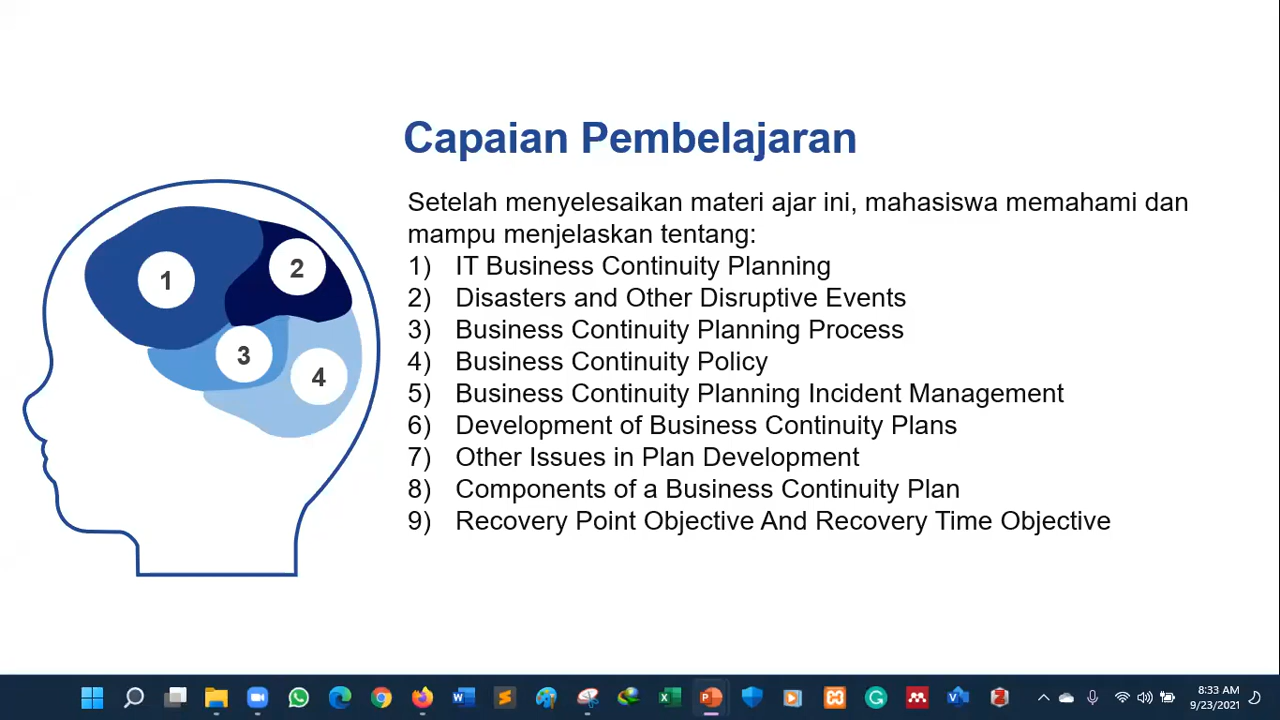 Capaian Pembelajaran
Setelah menyelesaikan materi ajar ini, mahasiswa memahami dan
mampu menjelaskan tentang:
1) IT Business Continuity Planning
2) Disasters and Other Disruptive Events
3) Business Continuity Planning Process
4) Business Continuity Policy
5) Business Continuity Planning Incident Management
6) Development of Business Continuity Plans
7) Other Issues in Plan Development
8) Components of a Business Continuity Plan
9) Recovery Point Objective And Recovery Time Objective
1
2
3
4
8:33 AM
9/23/2021